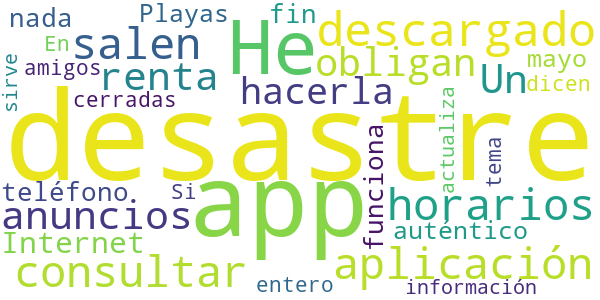 nada
Playas
fin
En
salen
He
descargado
amigos
renta
obligan
mayo
sirve
cerradas
hacerla
Un
dicen
desastre
actualiza
tema
teléfono
Si
app
funciona
horarios
anuncios
auténtico
Internet
consultar
aplicación
entero
información